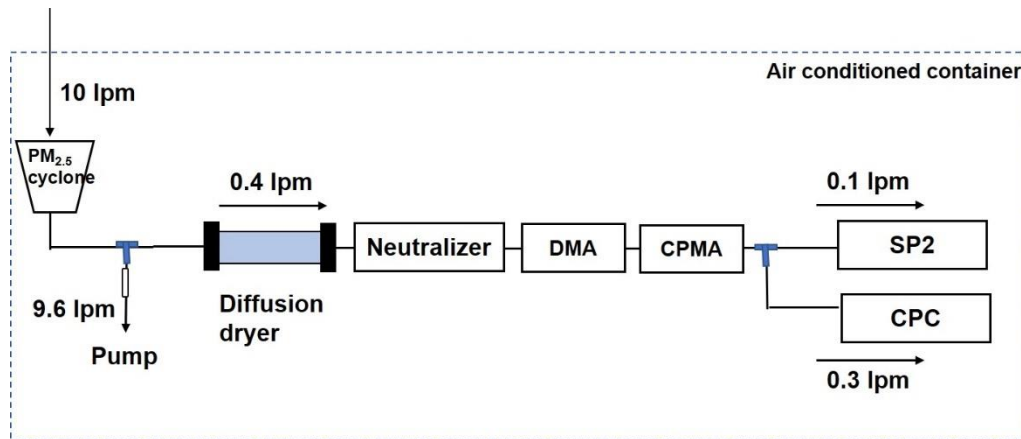 Air conditioned container
10 lpm
PM2.5
cyclone
0.4 lpm
0.1 lpm
Neutralizer
DMA
CPMA
SP2
9.6 lpm
Diffusion
dryer
CPC
Pump
0.3 lpm